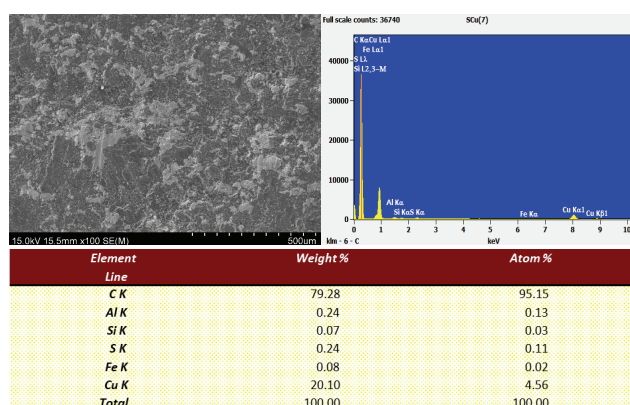 Full scale counts: 36740
SCu(7)
C KαCu Lα1
Fe Lα1
S Lλ
Si L2,3-M
40000
30000
20000
10000
0
Al Kα
Si KαS Kα
Fe Kα
Cu Kα1
Cu Kβ1
0 1 2 3 4 5 6 7 8 9 10
klm - 6 - C
keV
15.0kV 15.5mm x100 SE(M)
500um
Element Line Weight % Atom %
C K 79.28 95.15
Al K 0.24 0.13
Si K 0.07 0.03
S K 0.24 0.11
Fe K 0.08 0.02
Cu K 20.10 4.56
Total 100.00 100.00